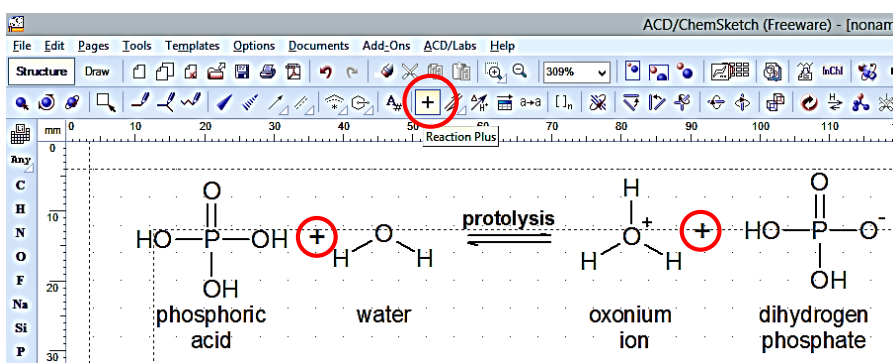 ACD/ChemSketch (Freeware) - [nonam
File Edit Pages Tools Templates Options Documents Add-Ons ACD/Labs Help
Structure Draw 309% InChI
A# + a→a []n H
Reaction Plus
mm 0 10 20 30 40 50 60 70 80 90 100 110
0
10
20
30
Any
C
H
N
O
F
Na
Si
P
O
HO P OH
OH
+
O
H H
protolysis
H
O +
H H
+
O
HO P O -
OH
phosphoric
acid
water
oxonium
ion
dihydrogen
phosphate